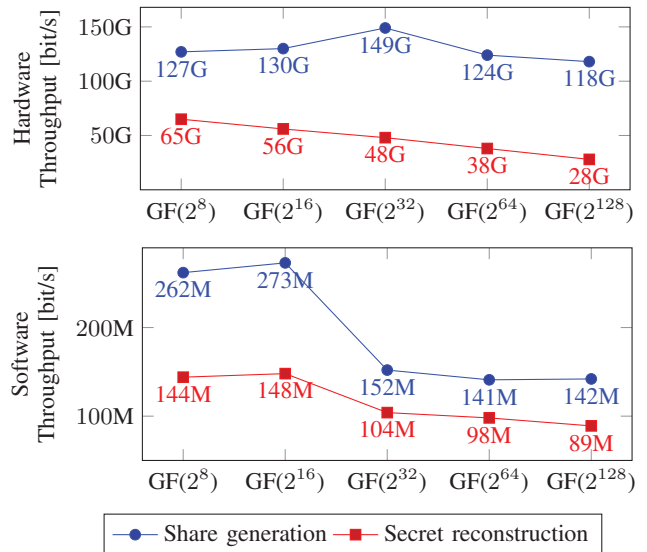 Hardware
Throughput [bit/s]
150G
100G
50G
127G
130G
149G
124G
118G
65G
56G
48G
38G
28G
GF(2^8)
GF(2^16)
GF(2^32)
GF(2^64)
GF(2^128)
Software
Throughput [bit/s]
200M
100M
262M
273M
152M
141M
142M
144M
148M
104M
98M
89M
GF(2^8)
GF(2^16)
GF(2^32)
GF(2^64)
GF(2^128)
Share generation
Secret reconstruction